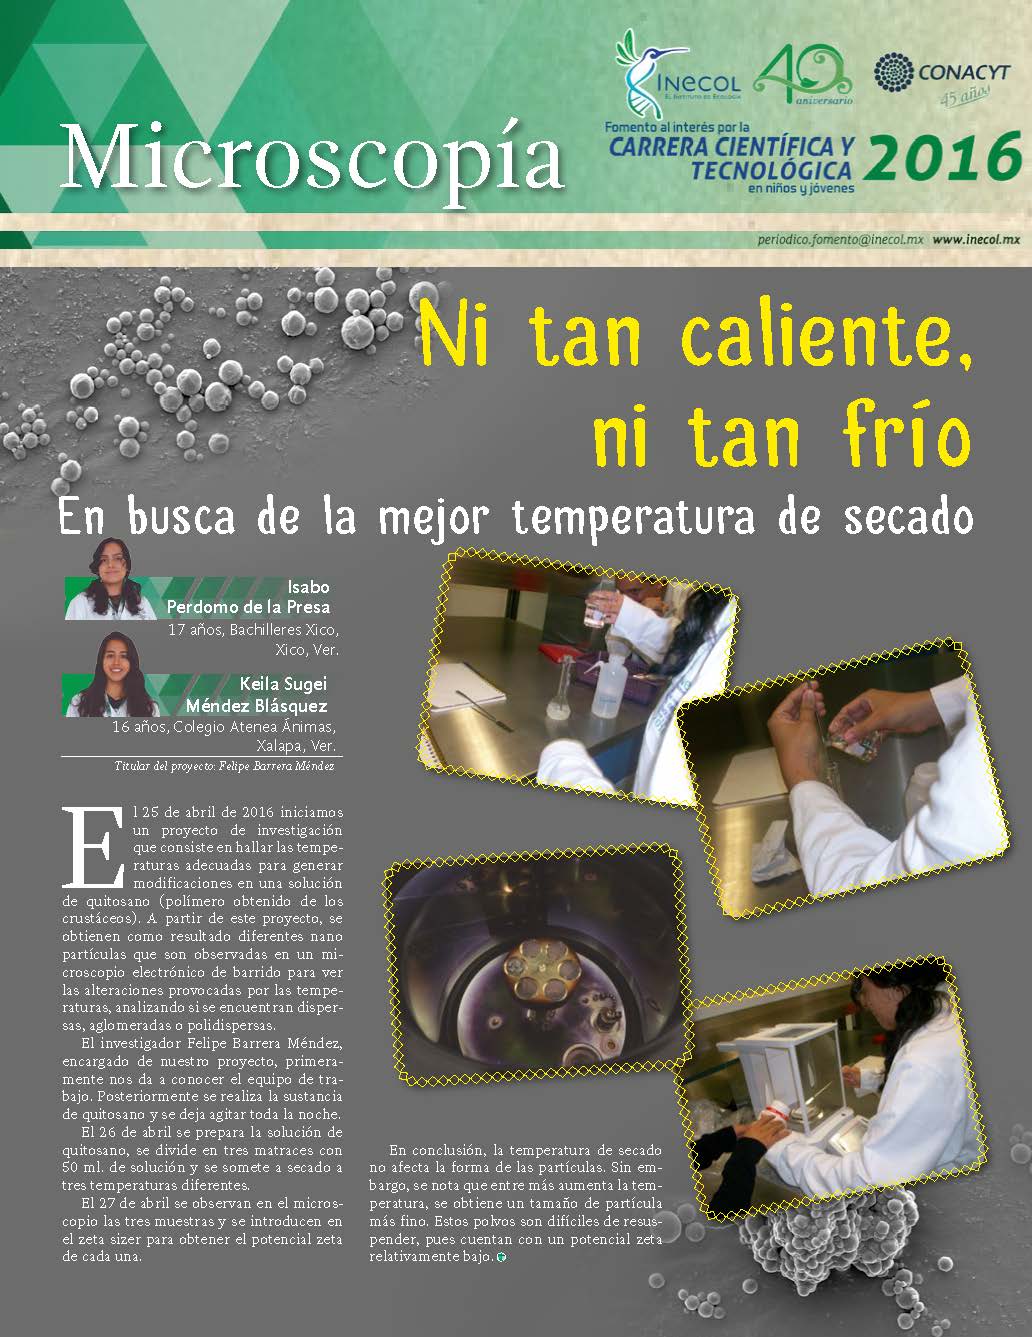 INECOL
EL INSTITUTO DE ECOLOGÍA
40
aniversario
CONACYT
45 años
Microscopía
Fomento al interés por la
CARRERA CIENTÍFICA Y
TECNOLÓGICA
en niños y jóvenes
2016
periodico.fomento@inecol.mx www.inecol.mx
Ni tan caliente,
ni tan frío
En busca de la mejor temperatura de secado
Isabo
Perdomo de la Presa
17 años, Bachilleres Xico,
Xico, Ver.
Keila Sugei
Méndez Blásquez
16 años, Colegio Atenea Ánimas,
Xalapa, Ver.
Titular del proyecto: Felipe Barrera Méndez
El 25 de abril de 2016 iniciamos
un proyecto de investigación
que consiste en hallar las tempe-
raturas adecuadas para generar
modificaciones en una solución
de quitosano (polímero obtenido de los
crustáceos). A partir de este proyecto, se
obtienen como resultado diferentes nano
partículas que son observadas en un mi-
croscopio electrónico de barrido para ver
las alteraciones provocadas por las tempe-
raturas, analizando si se encuentran disper-
sas, aglomeradas o polidispersas.
El investigador Felipe Barrera Méndez,
encargado de nuestro proyecto, primera-
mente nos da a conocer el equipo de tra-
bajo. Posteriormente se realiza la sustancia
de quitosano y se deja agitar toda la noche.
El 26 de abril se prepara la solución de
quitosano, se divide en tres matraces con
50 ml. de solución y se somete a secado a
tres temperaturas diferentes.
El 27 de abril se observan en el micros-
copio las tres muestras y se introducen en
el zeta sizer para obtener el potencial zeta
de cada una.
En conclusión, la temperatura de secado
no afecta la forma de las partículas. Sin em-
bargo, se nota que entre más aumenta la tem-
peratura, se obtiene un tamaño de partícula
más fino. Estos polvos son difíciles de resus-
pender, pues cuentan con un potencial zeta
relativamente bajo.